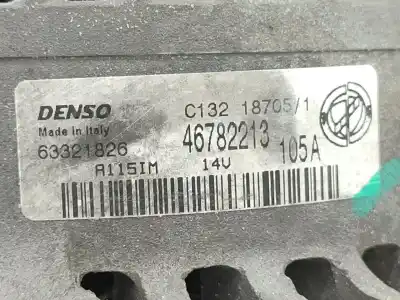 DENSO
C132 18705/1
Made in Italy
46782213
63321826
105A
A115IM
14V